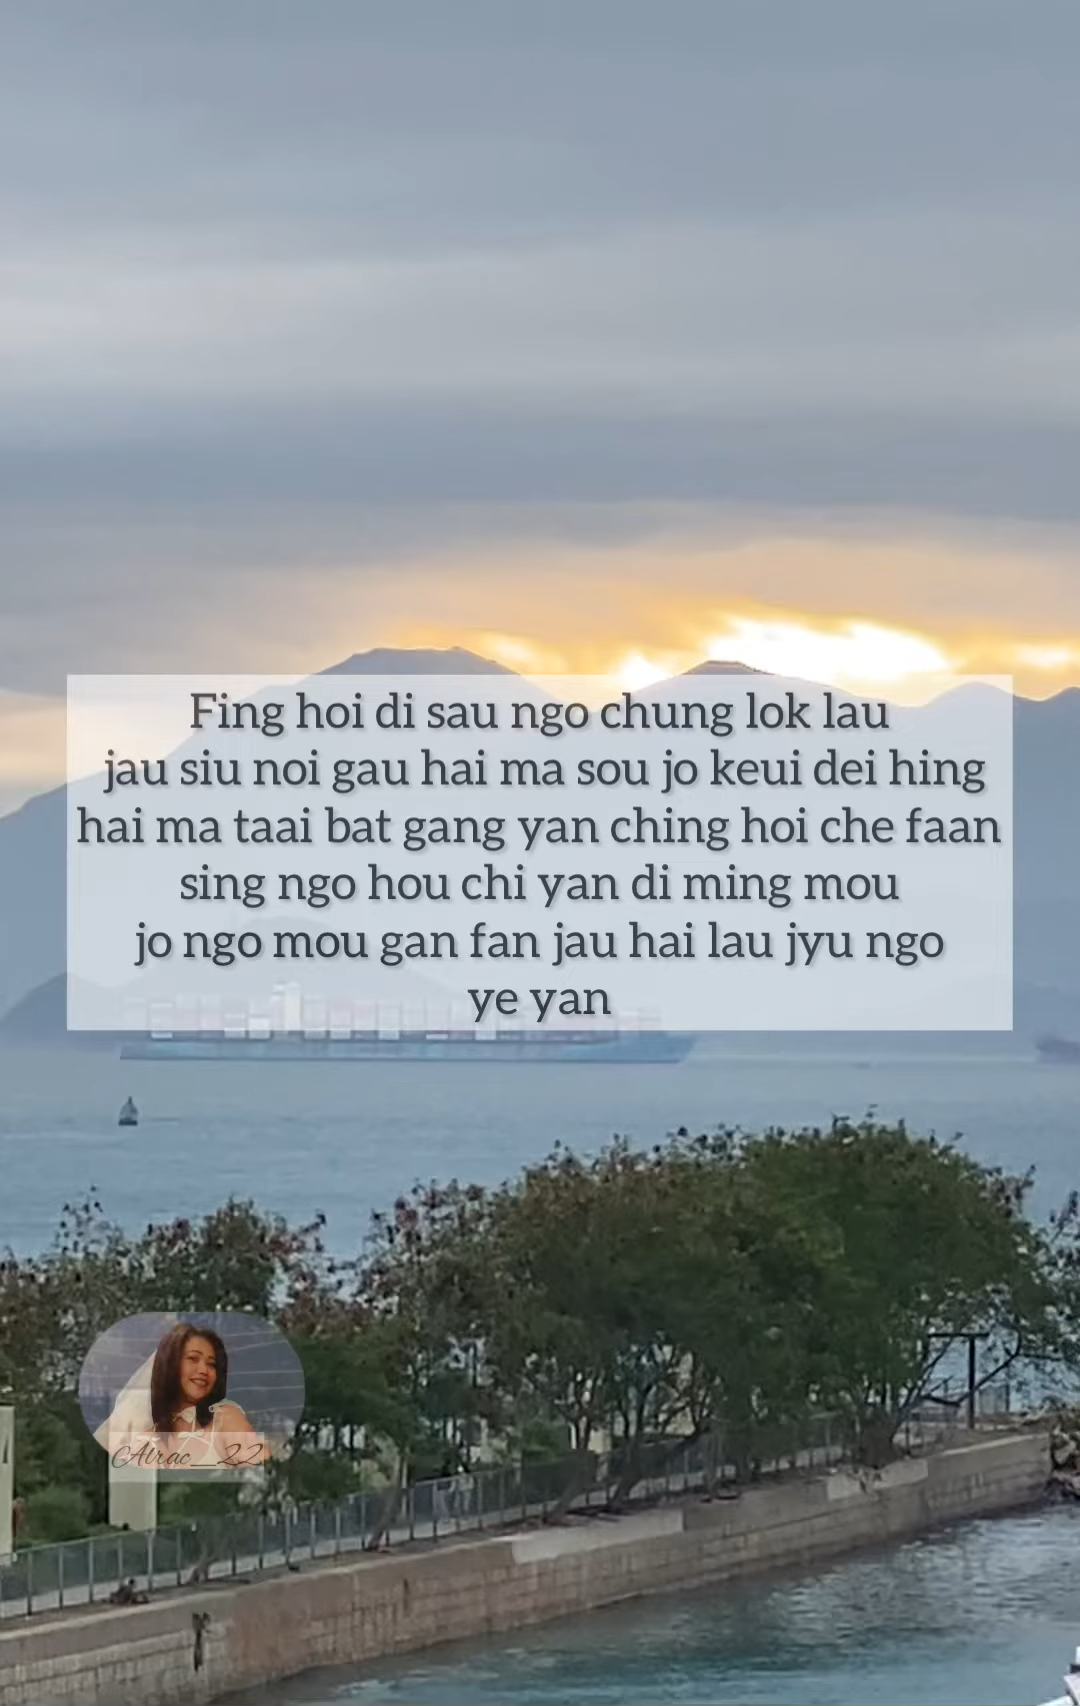 Fing hoi di sau ngo chung lok lau
jau siu noi gau hai ma sou jo keui dei hing
hai ma taai bat gang yan ching hoi che faan
sing ngo hou chi yan di ming mou
jo ngo mou gan fan jau hai lau jyu ngo
ye yan
Atrac_22